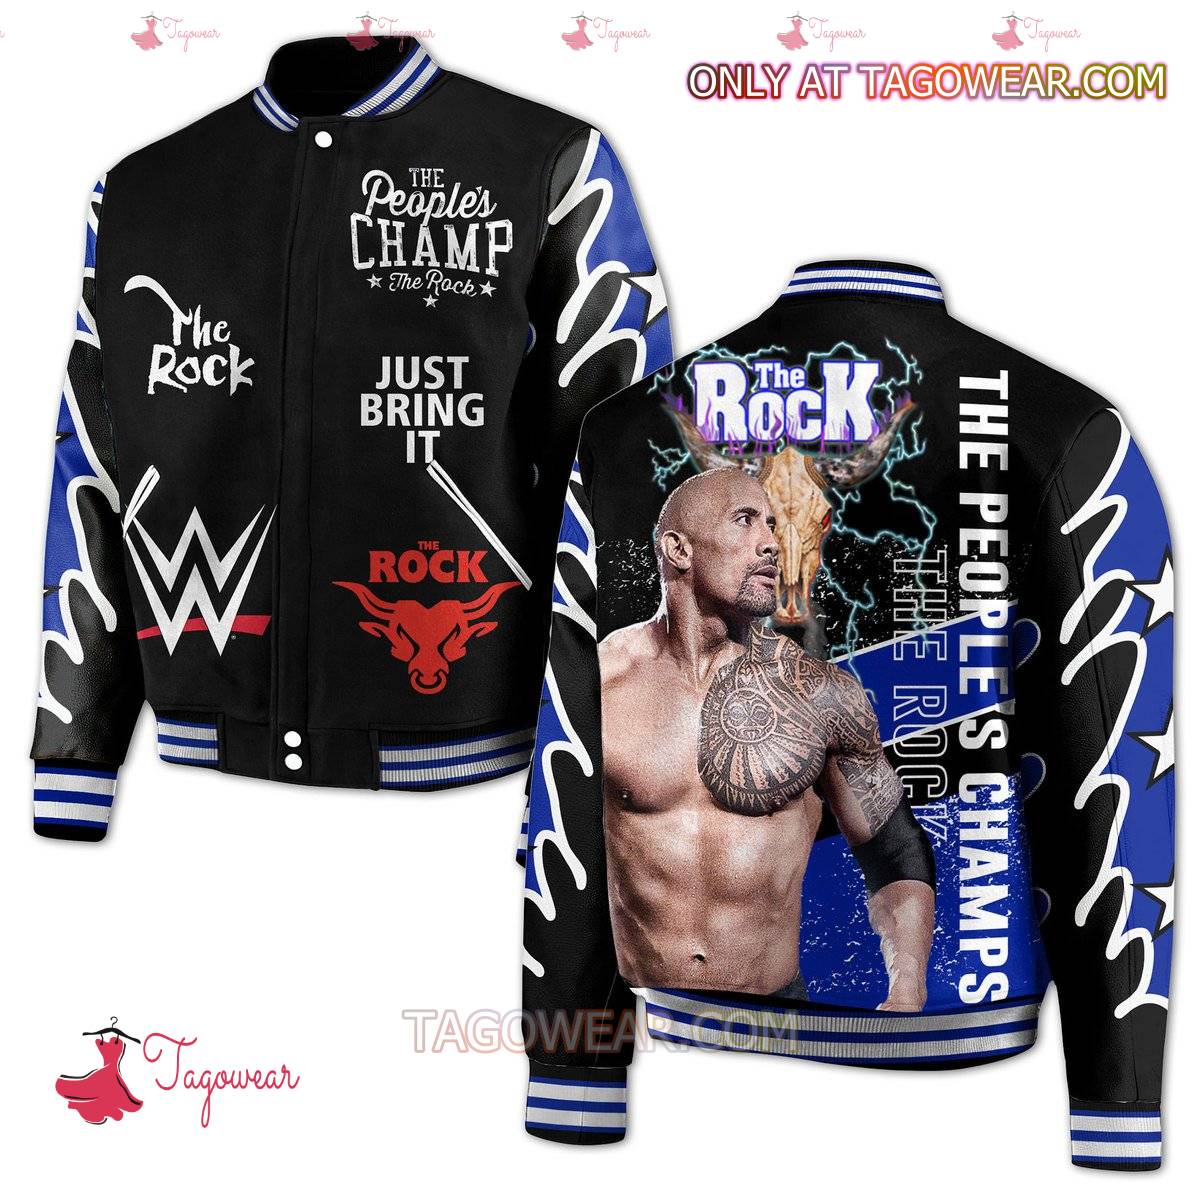 Tagowear
Tagowear
Tagowear
Tagowear
Tagowear
ONLY AT TAGOWEAR.COM
THE
People's
CHAMP
The Rock
The
Rock
JUST
BRING
IT
W
THE
ROCK
The
Rock
THE PEOPLE'S CHAMPS
THE ROCK
TAGOWEAR.COM
Tagowear